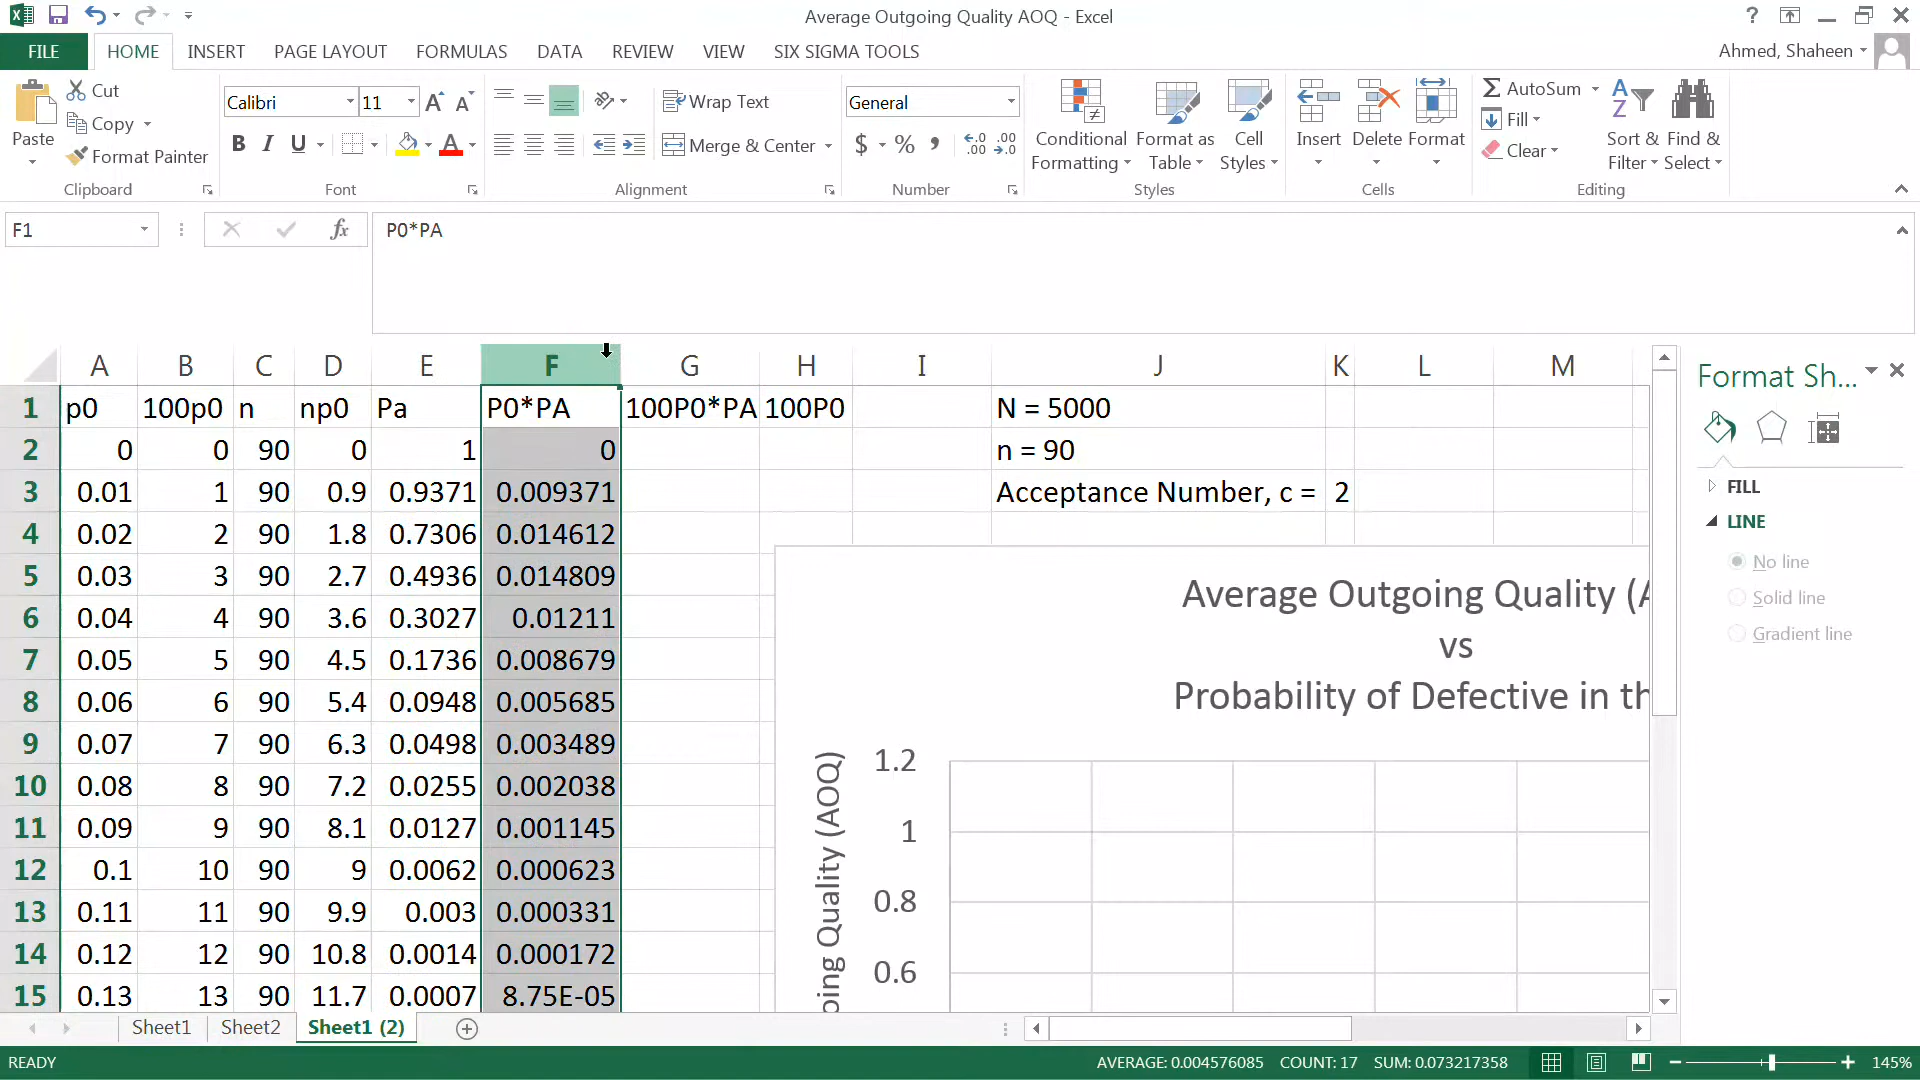 Average Outgoing Quality AOQ - Excel
FILE HOME INSERT PAGE LAYOUT FORMULAS DATA REVIEW VIEW SIX SIGMA TOOLS Ahmed, Shaheen
Paste
Cut
Copy
Format Painter
Clipboard
Calibri 11
B I U
Font
Wrap Text
Merge & Center
Alignment
General
$ % ,
Number
Conditional Formatting
Format as Table
Cell Styles
Styles
Insert Delete Format
Cells
AutoSum
Fill
Clear
Sort & Filter
Find & Select
Editing
F1 fx P0*PA
A B C D E F G H I J K L M
1 p0 100p0 n np0 Pa P0*PA 100P0*PA 100P0 N = 5000
2 0 0 90 0 1 0 n = 90
3 0.01 1 90 0.9 0.9371 0.009371 Acceptance Number, c = 2
4 0.02 2 90 1.8 0.7306 0.014612
5 0.03 3 90 2.7 0.4936 0.014809
6 0.04 4 90 3.6 0.3027 0.01211
7 0.05 5 90 4.5 0.1736 0.008679
8 0.06 6 90 5.4 0.0948 0.005685
9 0.07 7 90 6.3 0.0498 0.003489
10 0.08 8 90 7.2 0.0255 0.002038
11 0.09 9 90 8.1 0.0127 0.001145
12 0.1 10 90 9 0.0062 0.000623
13 0.11 11 90 9.9 0.003 0.000331
14 0.12 12 90 10.8 0.0014 0.000172
15 0.13 13 90 11.7 0.0007 8.75E-05
Average Outgoing Quality (A
vs
Probability of Defective in th
oing Quality (AOQ)
1.2
1
0.8
0.6
Format Sh...
FILL
LINE
No line
Solid line
Gradient line
Sheet1 Sheet2 Sheet1 (2)
READY AVERAGE: 0.004576085 COUNT: 17 SUM: 0.073217358 145%